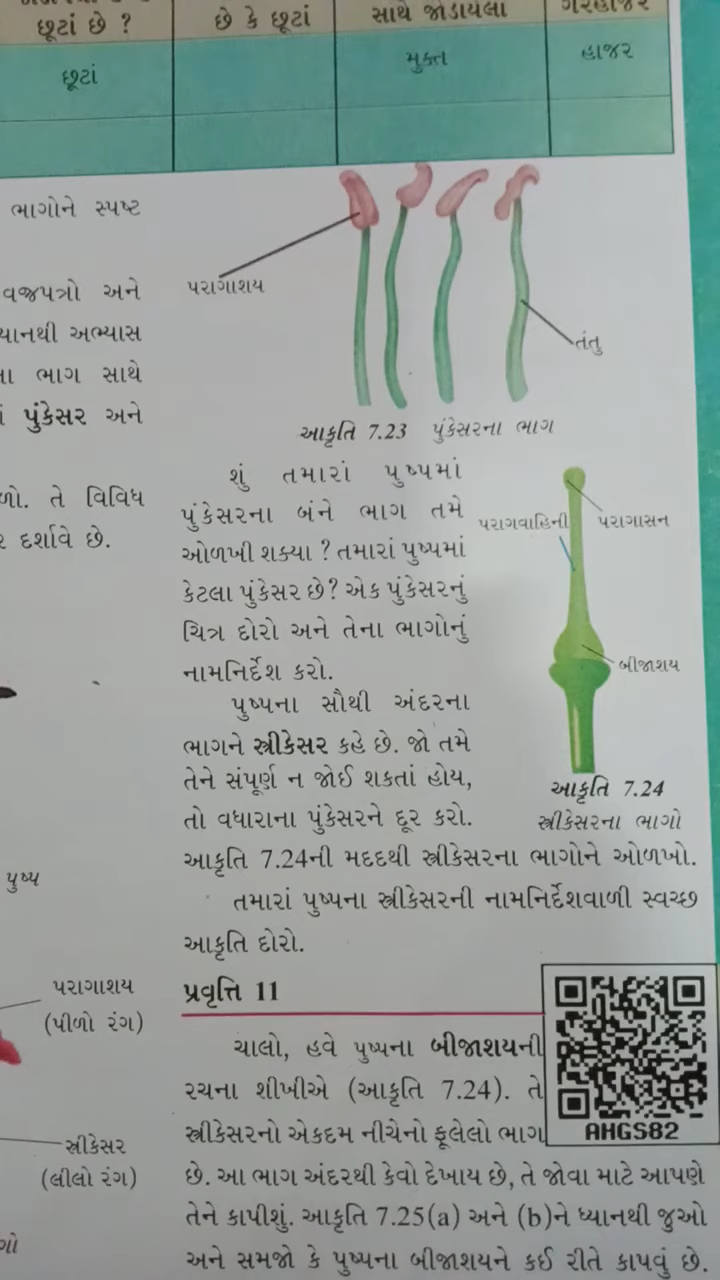 છૂટાં છે ?
છે કે છૂટાં
સાથે જોડાયેલા
ગેરહાજર
છૂટાં
મુક્ત
હાજર
ભાગોને સ્પષ્ટ
વજ્રપત્રો અને
અભ્યાસ
ભાગ સાથે
પુંકેસર અને
તે વિવિધ
દર્શાવે છે.
પુષ્પ
પરાગાશય
(પીળો રંગ)
સ્ત્રીકેસર
(લીલો રંગ)
પરાગાશય
તંતુ
આકૃતિ 7.23 પુંકેસરના ભાગ
શું તમારાં પુષ્પમાં
પુંકેસરના બંને ભાગ તમે
ઓળખી શક્યા ? તમારાં પુષ્પમાં
કેટલા પુંકેસર છે? એક પુંકેસરનું
ચિત્ર દોરો અને તેના ભાગોનું
નામનિર્દેશ કરો.
પુષ્પના સૌથી અંદરના
ભાગને સ્ત્રીકેસર કહે છે. જો તમે
તેને સંપૂર્ણ ન જોઈ શકતાં હોય,
તો વધારાના પુંકેસરને દૂર કરો.
પરાગવાહિની
પરાગાસન
બીજાશય
આકૃતિ 7.24
સ્ત્રીકેસરના ભાગો
આકૃતિ 7.24ની મદદથી સ્ત્રીકેસરના ભાગોને ઓળખો.
તમારાં પુષ્પના સ્ત્રીકેસરની નામનિર્દેશવાળી સ્વચ્છ
આકૃતિ દોરો.
પ્રવૃત્તિ 11
ચાલો, હવે પુષ્પના બીજાશયની
રચના શીખીએ (આકૃતિ 7.24). તે
સ્ત્રીકેસરનો એકદમ નીચેનો ફૂલેલો ભાગ
AHGS82
છે. આ ભાગ અંદરથી કેવો દેખાય છે, તે જોવા માટે આપણે
તેને કાપીશું. આકૃતિ 7.25(a) અને (b)ને ધ્યાનથી જુઓ
અને સમજો કે પુષ્પના બીજાશયને કઈ રીતે કાપવું છે.